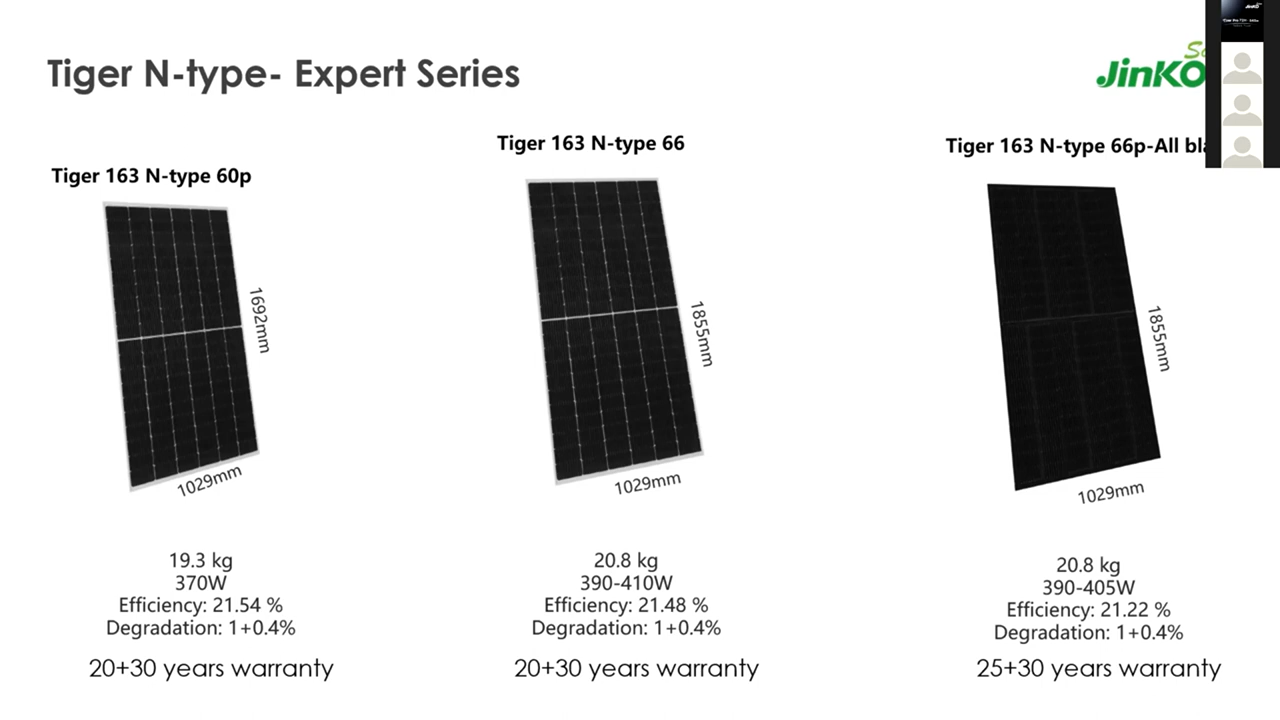 Tiger N-type- Expert Series
JinKO
Tiger 163 N-type 60p
1692mm
1029mm
19.3 kg
370W
Efficiency: 21.54 %
Degradation: 1+0.4%
20+30 years warranty
Tiger 163 N-type 66
1855mm
1029mm
20.8 kg
390-410W
Efficiency: 21.48 %
Degradation: 1+0.4%
20+30 years warranty
Tiger 163 N-type 66p-All
1855mm
1029mm
20.8 kg
390-405W
Efficiency: 21.22 %
Degradation: 1+0.4%
25+30 years warranty